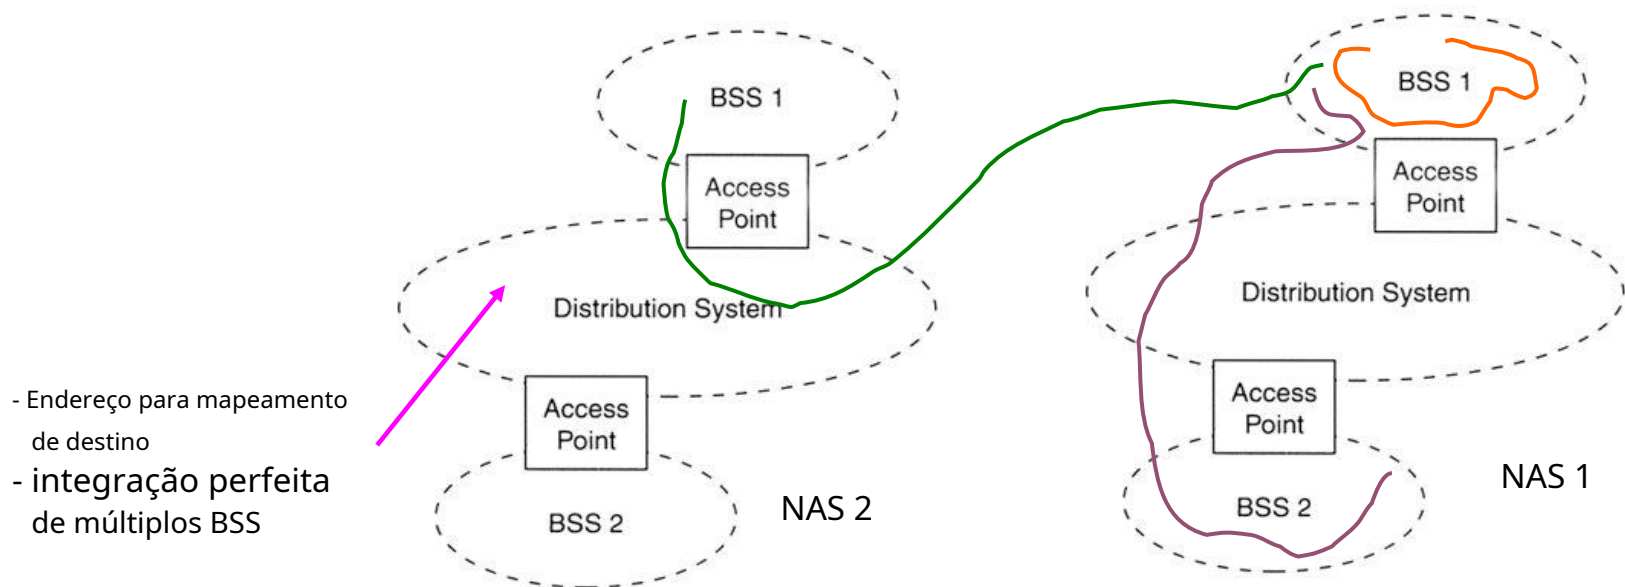 BSS 1
Access
Point
Distribution System
Access
Point
BSS 2
NAS 2
- Endereço para mapeamento
de destino
- integração perfeita
de múltiplos BSS
BSS 1
Access
Point
Distribution System
Access
Point
BSS 2
NAS 1